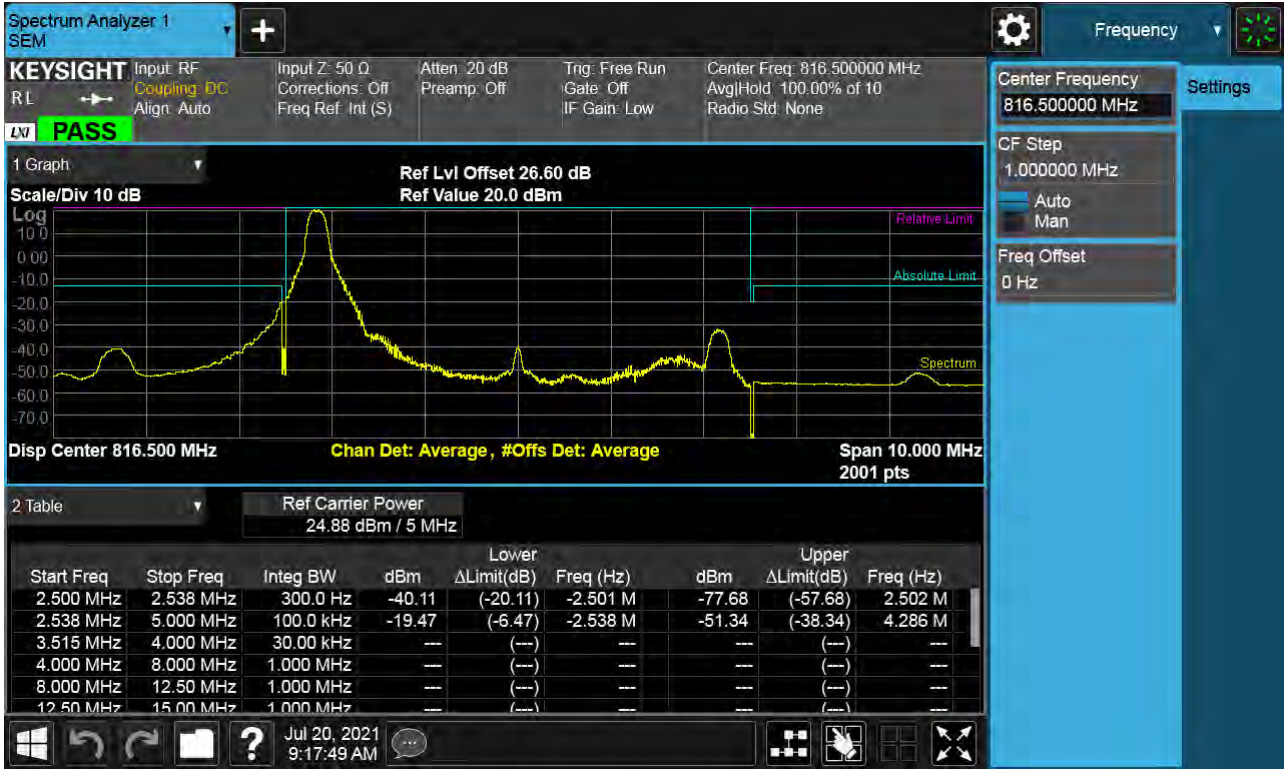 Spectrum Analyzer 1
SEM
+
Frequency
KEYSIGHT
RL
LXI
PASS
Input: RF
Coupling: DC
Align: Auto
Input Z: 50 Ω
Corrections: Off
Freq Ref: Int (S)
Atten: 20 dB
Preamp: Off
Trig: Free Run
Gate: Off
IF Gain: Low
Center Freq: 816.500000 MHz
Avg|Hold: 100.00% of 10
Radio Std: None
Center Frequency
816.500000 MHz
Settings
CF Step
1.000000 MHz
Auto
Man
Freq Offset
0 Hz
1 Graph
Scale/Div 10 dB
Ref Lvl Offset 26.60 dB
Ref Value 20.0 dBm
Log
10.0
0.00
-10.0
-20.0
-30.0
-40.0
-50.0
-60.0
-70.0
Relative Limit
Absolute Limit
Spectrum
Disp Center 816.500 MHz
Chan Det: Average, #Offs Det: Average
Span 10.000 MHz
2001 pts
2 Table
Ref Carrier Power
24.88 dBm / 5 MHz
Lower Upper
Start Freq Stop Freq Integ BW dBm ΔLimit(dB) Freq (Hz) dBm ΔLimit(dB) Freq (Hz)
2.500 MHz 2.538 MHz 300.0 Hz -40.11 (-20.11) -2.501 M -77.68 (-57.68) 2.502 M
2.538 MHz 5.000 MHz 100.0 kHz -19.47 (-6.47) -2.538 M -51.34 (-38.34) 4.286 M
3.515 MHz 4.000 MHz 30.00 kHz --- (---) --- --- (---) ---
4.000 MHz 8.000 MHz 1.000 MHz --- (---) --- --- (---) ---
8.000 MHz 12.50 MHz 1.000 MHz --- (---) --- --- (---) ---
12.50 MHz 15.00 MHz 1.000 MHz --- (---) --- --- (---) ---
?
Jul 20, 2021
9:17:49 AM